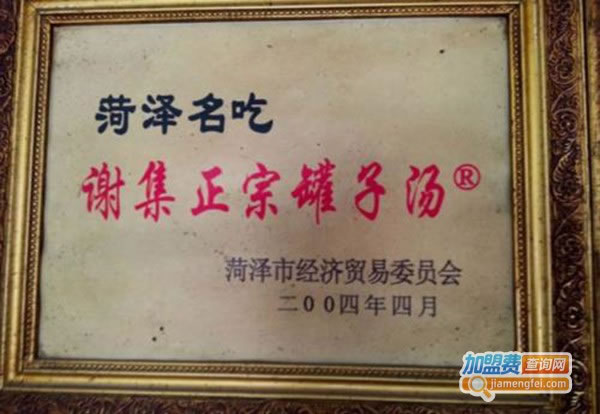 菏泽名吃
谢集正宗罐子汤®
菏泽市经济贸易委员会
二00四年四月
加盟费查询网
jiamengfei.com